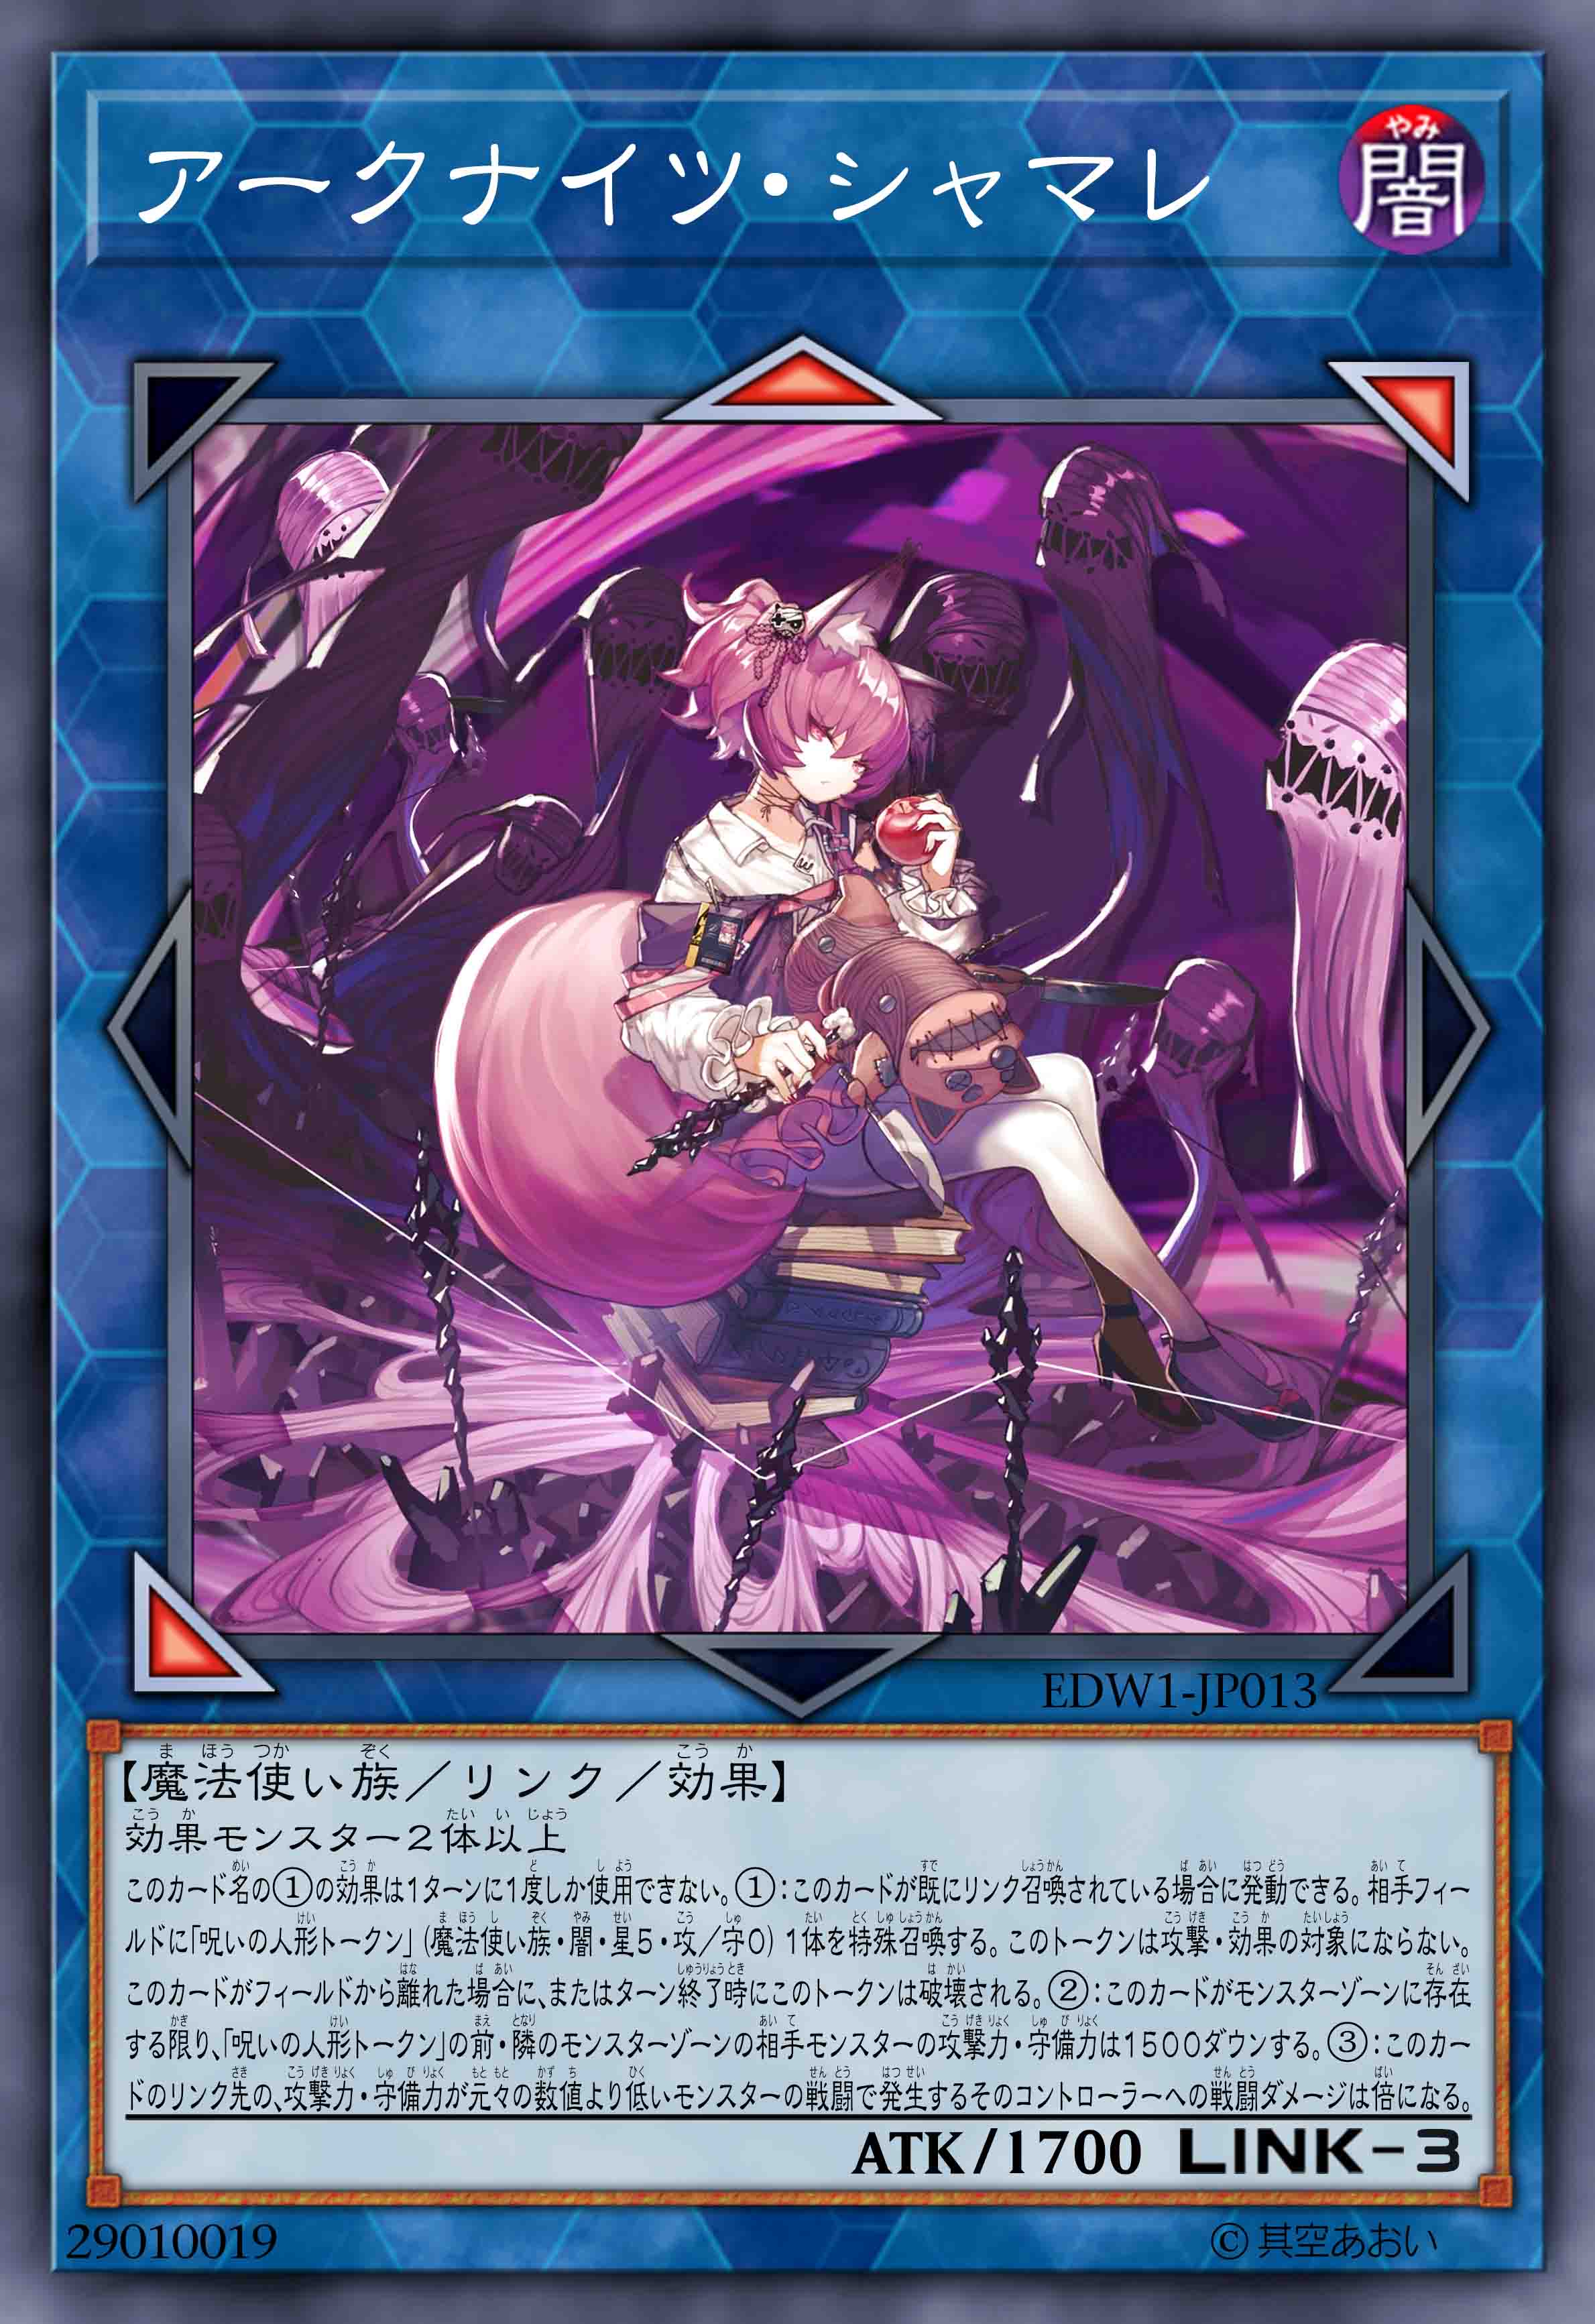 アークナイツ・シャマレ
やみ
闇
EDW1-JP013
【魔法使い族／リンク／効果】
効果モンスター２体以上
このカード名の①の効果は1ターンに1度しか使用できない。①：このカードが既にリンク召喚されている場合に発動できる。相手フィー
ルドに「呪いの人形トークン」(魔法使い族・闇・星5・攻／守0) 1体を特殊召喚する。このトークンは攻撃・効果の対象にならない。
このカードがフィールドから離れた場合に、またはターン終了時にこのトークンは破壊される。②：このカードがモンスターゾーンに存在
する限り、「呪いの人形トークン」の前・隣のモンスターゾーンの相手モンスターの攻撃力・守備力は1500ダウンする。③：このカー
ドのリンク先の、攻撃力・守備力が元々の数値より低いモンスターの戦闘で発生するそのコントローラーへの戦闘ダメージは倍になる。
ATK/1700 LINK-3
29010019
©其空あおい